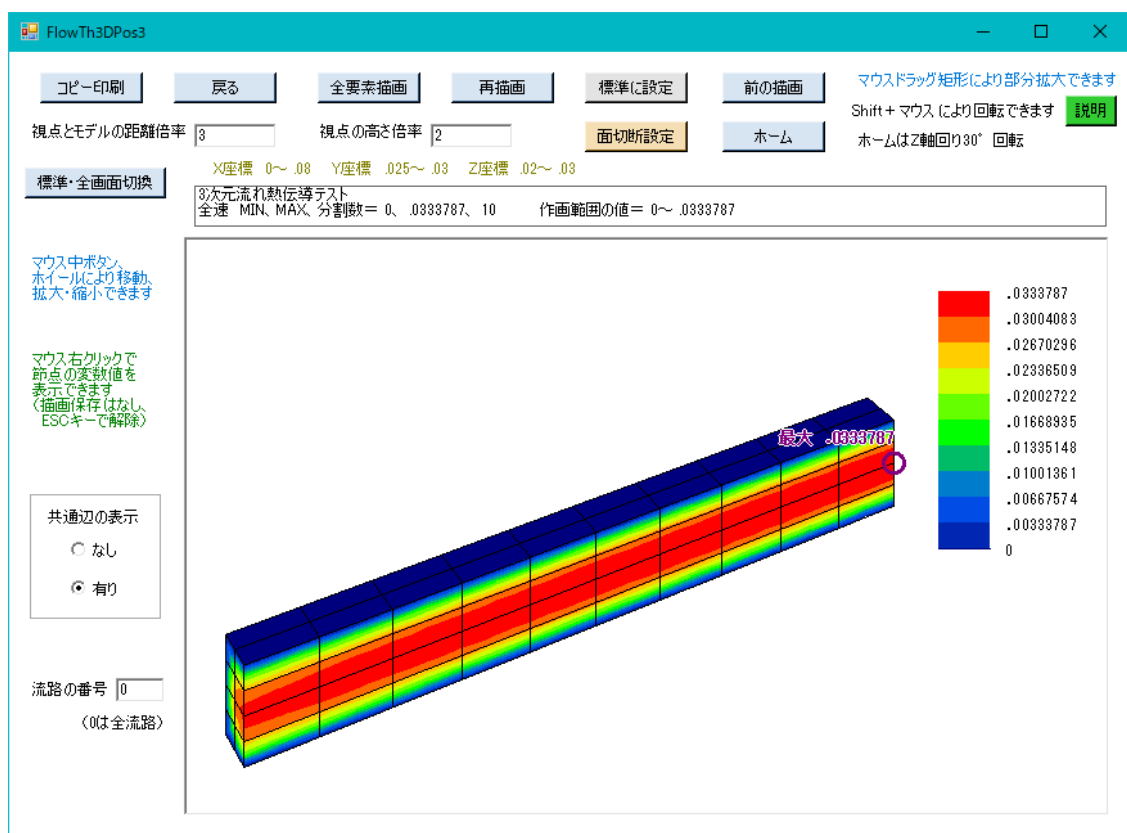 FlowTh3DPos3
コピー印刷
戻る
全要素描画
再描画
標準に設定
前の描画
マウスドラッグ矩形により部分拡大できます
Shift+マウス により回転できます
説明
視点とモデルの距離倍率 3
視点の高さ倍率 2
面切断設定
ホーム
ホームはZ軸回り30° 回転
標準・全画面切換
X座標 0～ .08 Y座標 .025～ .03 Z座標 .02～ .03
3次元流れ熱伝導テスト
全速 MIN、MAX、分割数= 0、 .0333787、 10 作画範囲の値= 0～ .0333787
マウス中ボタン、
ホイールにより移動、
拡大・縮小できます
マウス右クリックで
節点の変数値を
表示できます
(描画保存はなし、
ESCキーで解除)
共通辺の表示
なし
有り
流路の番号 0
(0は全流路)
最大 .0333787
.0333787
.03004083
.02670296
.02336509
.02002722
.01668935
.01335148
.01001361
.00667574
.00333787
0